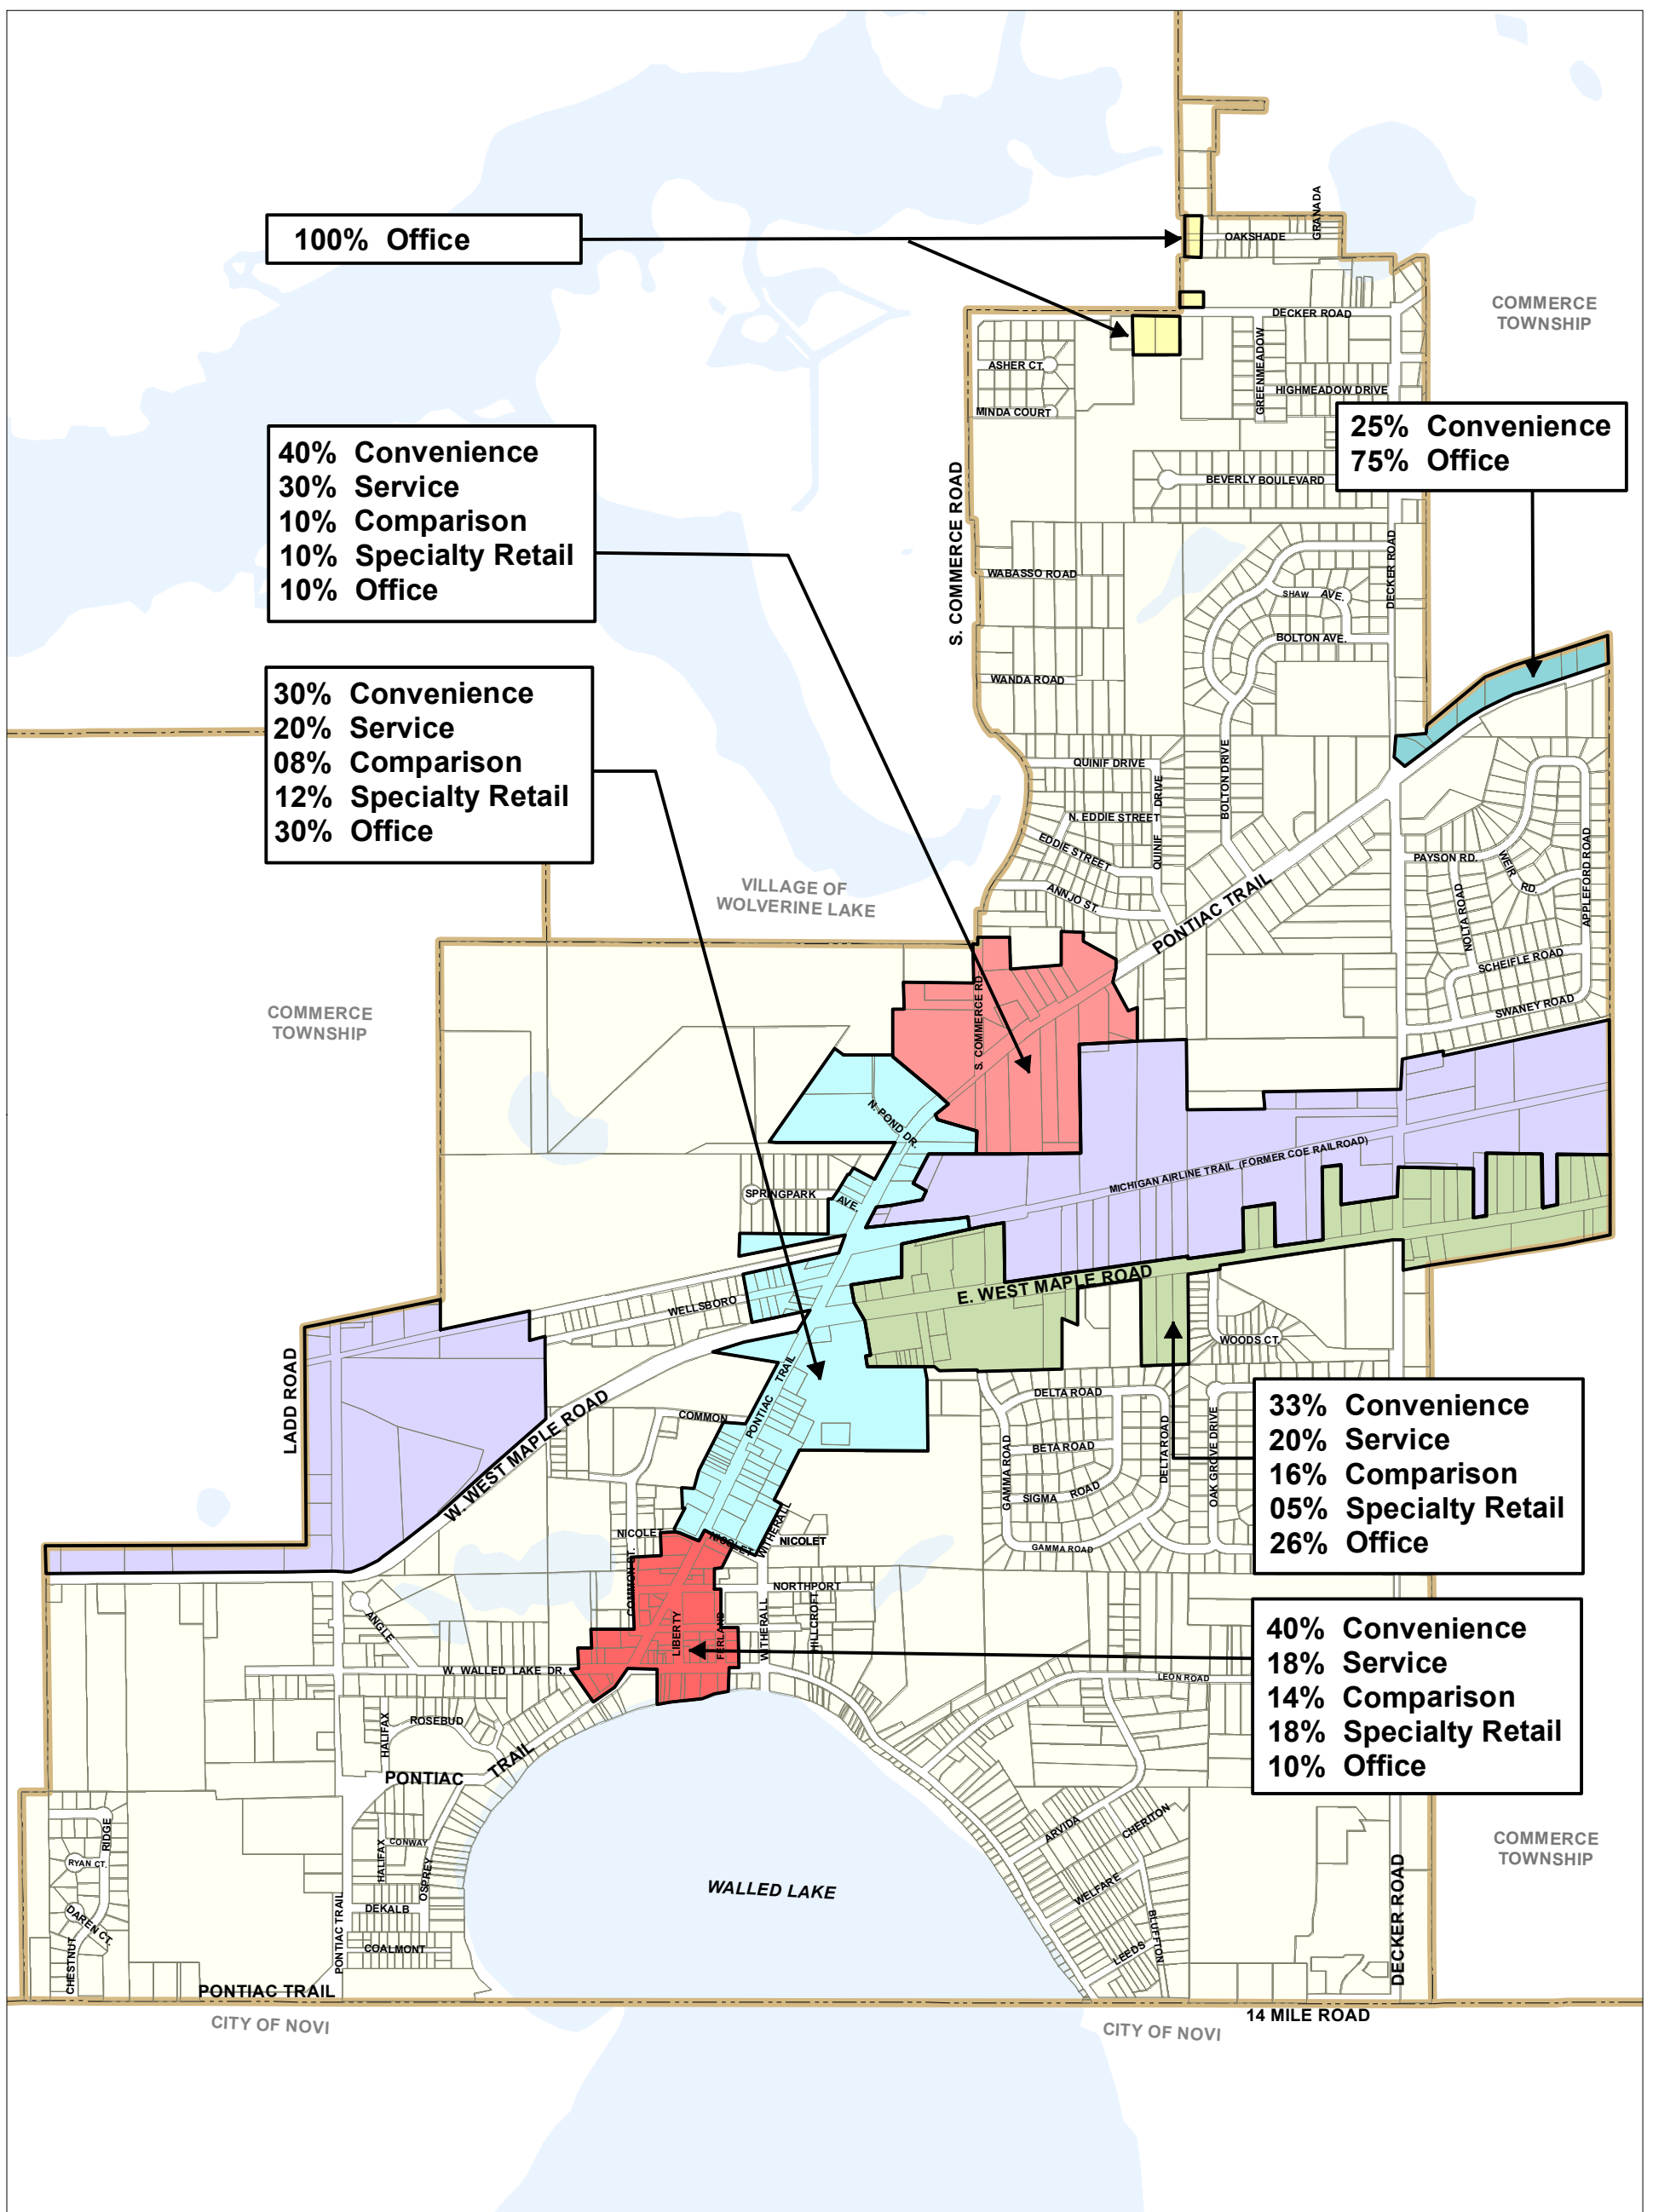 GRANADA
OAKSHADE
100% Office
COMMERCE
TOWNSHIP
DECKER ROAD
GREENMEADOW
ASHER CT.
HIGHMEADOW DRIVE
MINDA COURT
25% Convenience
75% Office
40% Convenience
30% Service
10% Comparison
10% Specialty Retail
10% Office
S. COMMERCE ROAD
BEVERLY BOULEVARD
DECKER ROAD
WABASSO ROAD
SHAW AVE.
BOLTON AVE.
WANDA ROAD
30% Convenience
20% Service
08% Comparison
12% Specialty Retail
30% Office
QUINIF DRIVE
BOLTON DRIVE
QUINIF DRIVE
N. EDDIE STREET
EDDIE STREET
ANNJO ST.
PAYSON RD.
WEIR RD.
APPLEFORD ROAD
NOLTA ROAD
VILLAGE OF
WOLVERINE LAKE
PONTIAC TRAIL
SCHEIFLE ROAD
SWANEY ROAD
COMMERCE
TOWNSHIP
S. COMMERCE RD.
N. POND DR.
MICHIGAN AIRLINE TRAIL (FORMER COE RAILROAD)
SPRINGPARK AVE.
E. WEST MAPLE ROAD
WELLSBORO
WOODS CT.
LADD ROAD
PONTIAC TRAIL
W. WEST MAPLE ROAD
COMMON
DELTA ROAD
BETA ROAD
GAMMA ROAD
SIGMA ROAD
DELTA ROAD
OAK GROVE DRIVE
GAMMA ROAD
33% Convenience
20% Service
16% Comparison
05% Specialty Retail
26% Office
NICOLET
NICOLET
WITHERALL
NICOLET
COMMON ST.
NORTHPORT
LIBERTY
FERLAND
WITHERALL
HILLCROFT
ANGLE
W. WALLED LAKE DR.
LEON ROAD
40% Convenience
18% Service
14% Comparison
18% Specialty Retail
10% Office
HALIFAX
ROSEBUD
PONTIAC TRAIL
ARVIDA
CHERITON
RIDGE
CONWAY
HALIFAX
OSPREY
RYAN CT.
COMMERCE
TOWNSHIP
WALLED LAKE
WELFARE
DEKALB
DAREN CT.
BLUFFTON
LEEDS
DECKER ROAD
COALMONT
CHESTNUT
PONTIAC TRAIL
PONTIAC TRAIL
14 MILE ROAD
CITY OF NOVI
CITY OF NOVI